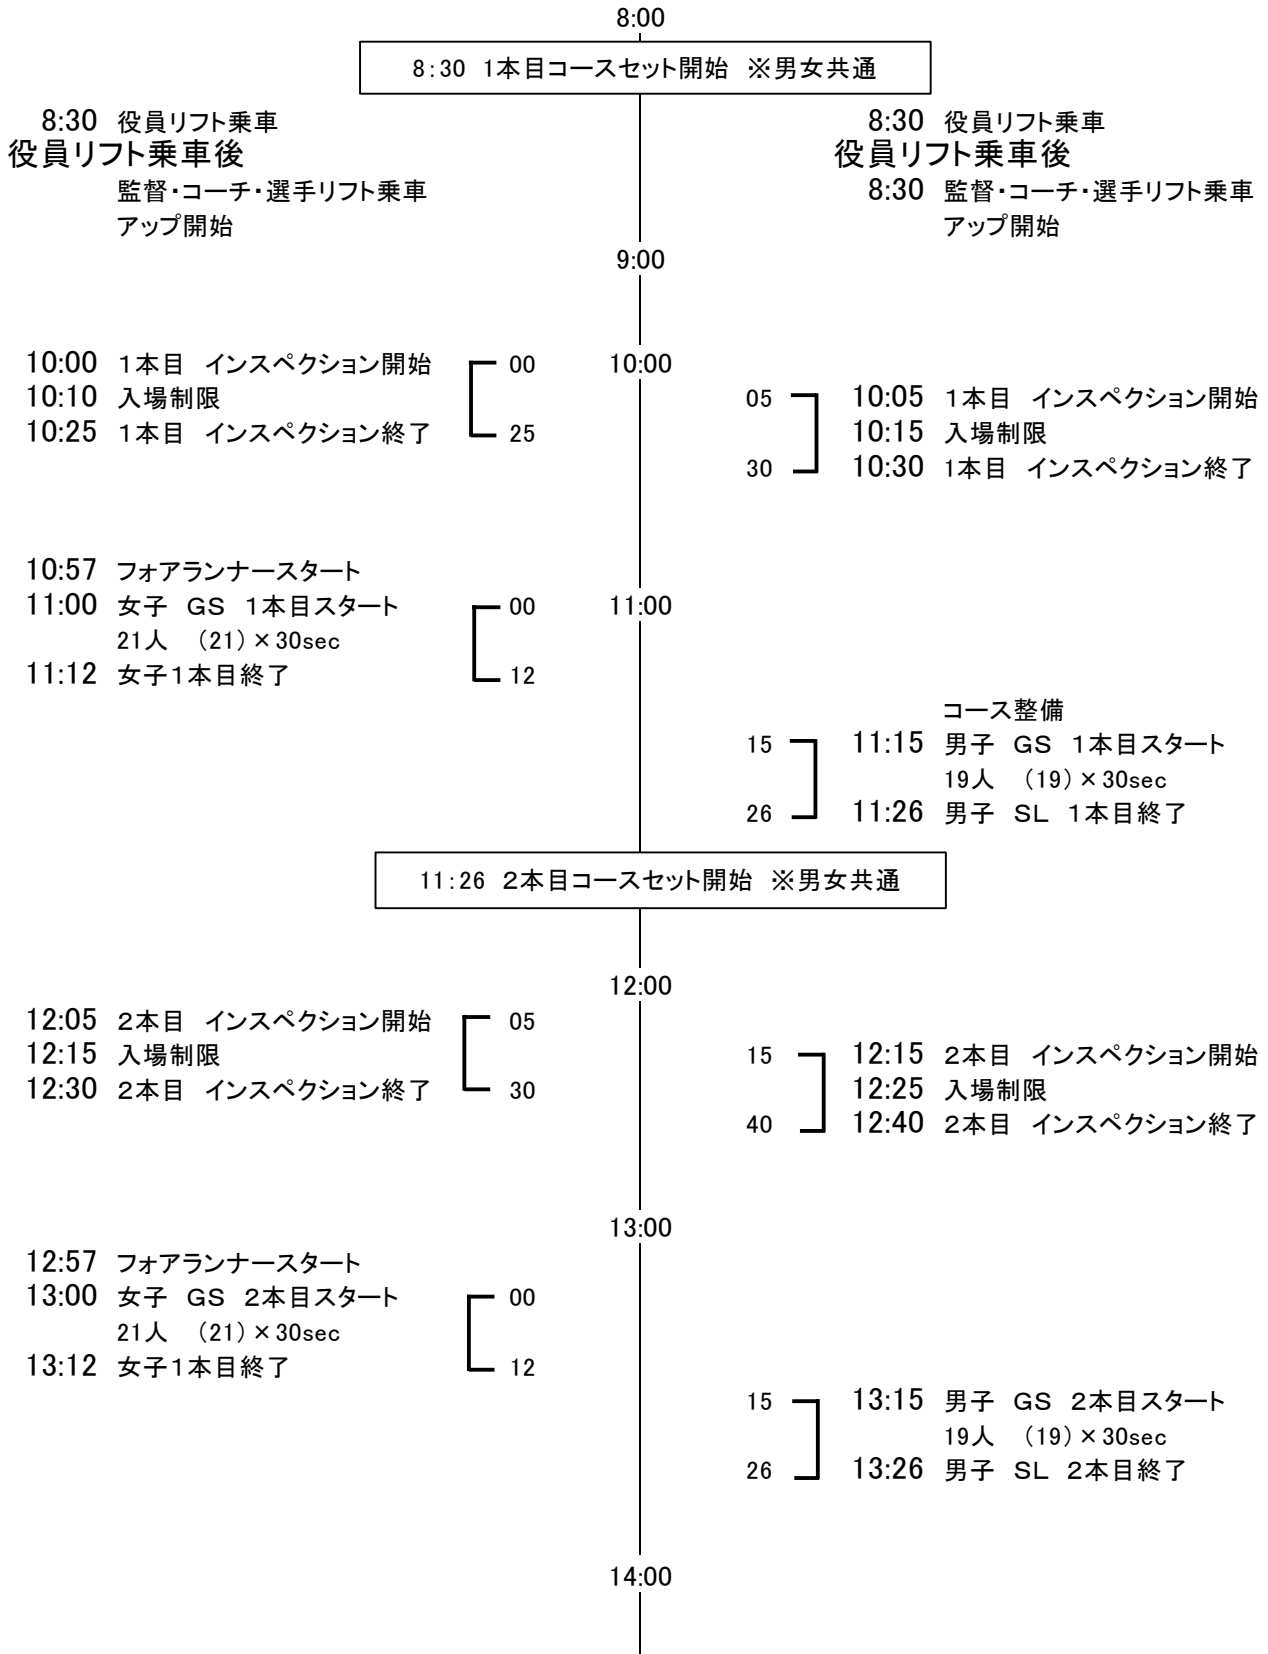 8:00
8:30 1本目コースセット開始 ※男女共通
8:30 役員リフト乗車 8:30 役員リフト乗車
役員リフト乗車後 役員リフト乗車後
監督・コーチ・選手リフト乗車 8:30 監督・コーチ・選手リフト乗車
アップ開始 アップ開始
9:00
10:00 1本目 インスペクション開始 00 10:00
10:10 入場制限 05 10:05 1本目 インスペクション開始
10:25 1本目 インスペクション終了 25 10:15 入場制限
30 10:30 1本目 インスペクション終了
10:57 フォアランナースタート
11:00 女子 GS 1本目スタート 00 11:00
21人 (21)×30sec
11:12 女子1本目終了 12
コース整備
15 11:15 男子 GS 1本目スタート
19人 (19)×30sec
26 11:26 男子 SL 1本目終了
11:26 2本目コースセット開始 ※男女共通
12:00
12:05 2本目 インスペクション開始 05
12:15 入場制限 15 12:15 2本目 インスペクション開始
12:30 2本目 インスペクション終了 30 12:25 入場制限
40 12:40 2本目 インスペクション終了
13:00
12:57 フォアランナースタート
13:00 女子 GS 2本目スタート 00
21人 (21)×30sec
13:12 女子1本目終了 12
15 13:15 男子 GS 2本目スタート
19人 (19)×30sec
26 13:26 男子 SL 2本目終了
14:00